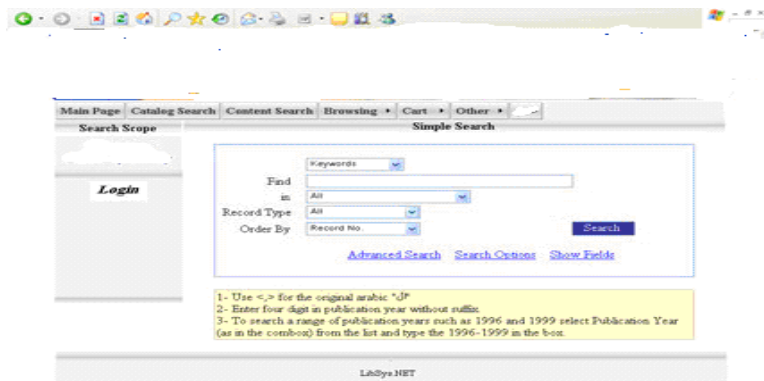 Main Page Catalog Search Content Search Browsing Cart Other
Search Scope
Simple Search
Login
Keywords
Find
in All
Record Type All
Order By Record No.
Search
Advanced Search Search Options Show Fields
1- Use <,> for the original arabic "ال"
2- Enter four digit in publication year without suffix.
3- To search a range of publication years such as 1996 and 1999 select Publication Year
(as in the combox) from the list and type the 1996-1999 in the box.
LibSys.NET